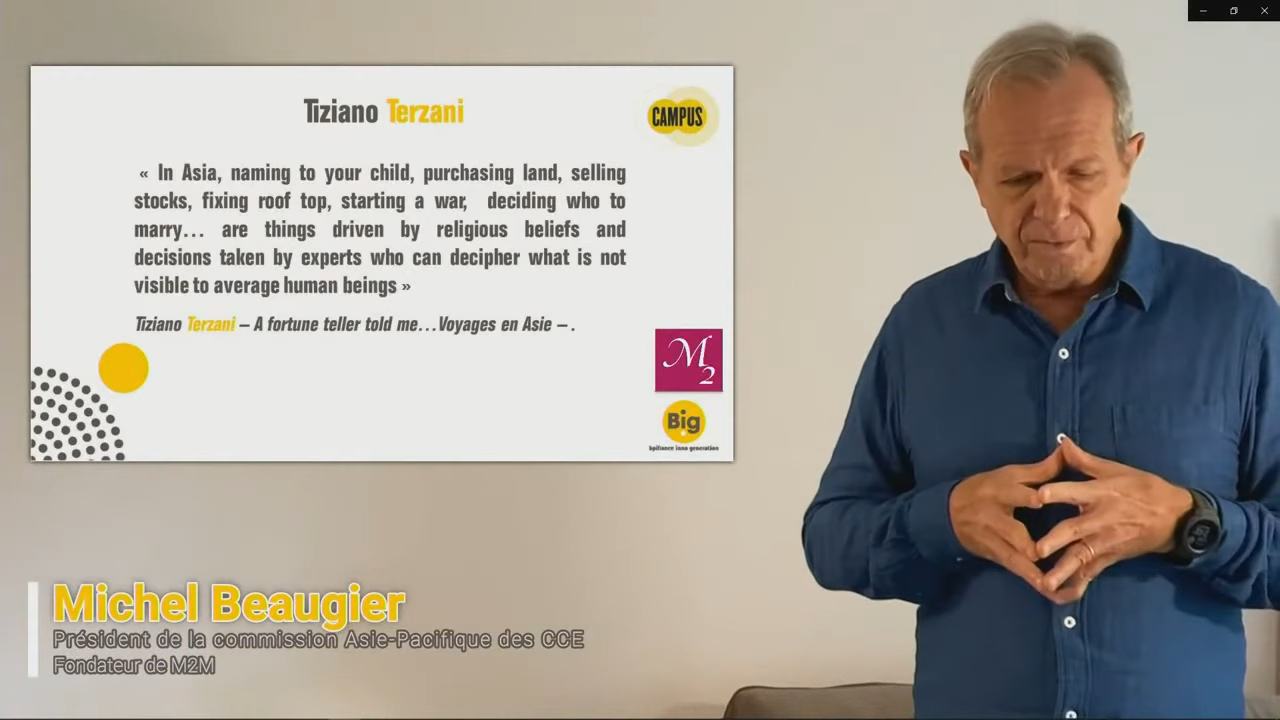 Tiziano Terzani
CAMPUS
« In Asia, naming to your child, purchasing land, selling
stocks, fixing roof top, starting a war, deciding who to
marry… are things driven by religious beliefs and
decisions taken by experts who can decipher what is not
visible to average human beings »
Tiziano Terzani – A fortune teller told me…Voyages en Asie – .
M2
Big
bpifrance inno generation
Michel Beaugier
Président de la commission Asie-Pacifique des CCE
Fondateur de M2M